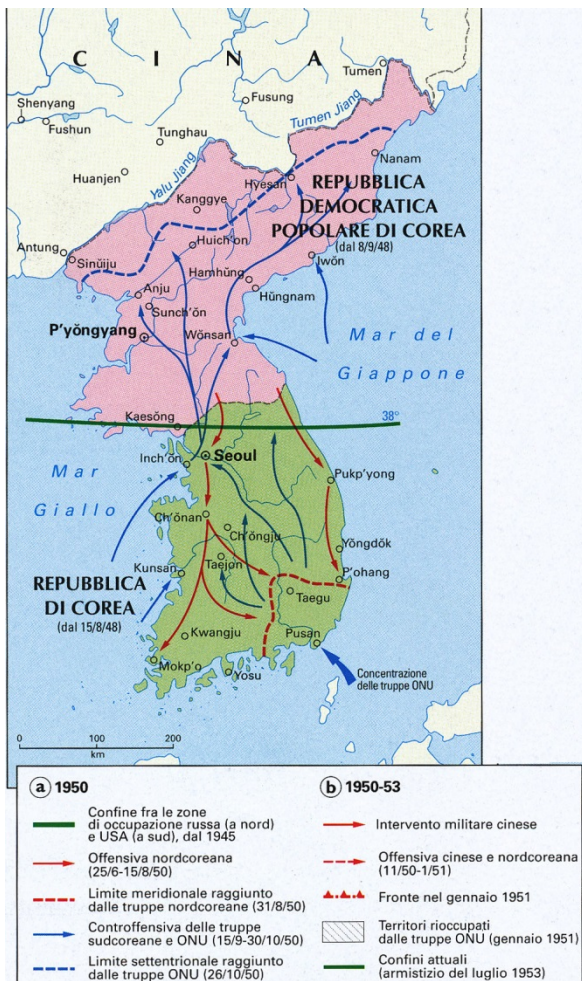 C I N A
Tumen
Shenyang
Fushun
Fusung
Tunghau
Tumen Jiang
Huanjen
Yalu Jiang
Nanam
Hyesan
Kanggye
REPUBBLICA
DEMOCRATICA
POPOLARE DI COREA
(dal 8/9/48)
Antung
Sinŭiju
Huich'ŏn
Iwŏn
Hamhŭng
Hŭngnam
Anju
Sunch'ŏn
P'yŏngyang
Wŏnsan
Mar del
Giappone
Kaesŏng
38°
Inch'ŏn
Seoul
Mar
Giallo
Pukp'yong
Ch'ŏnan
Ch'ŏngju
Yŏngdŏk
Kunsan
Taejon
P'ohang
REPUBBLICA
DI COREA
(dal 15/8/48)
Taegu
Kwangju
Pusan
Mokp'o
Yosu
Concentrazione
delle truppe ONU
0 100 200
km
a 1950
Confine fra le zone
di occupazione russa (a nord)
e USA (a sud), dal 1945
Offensiva nordcoreana
(25/6-15/8/50)
Limite meridionale raggiunto
dalle truppe nordcoreane (31/8/50)
Controffensiva delle truppe
sudcoreane e ONU (15/9-30/10/50)
Limite settentrionale raggiunto
dalle truppe ONU (26/10/50)
b 1950-53
Intervento militare cinese
Offensiva cinese e nordcoreana
(11/50-1/51)
Fronte nel gennaio 1951
Territori rioccupati
dalle truppe ONU (gennaio 1951)
Confini attuali
(armistizio del luglio 1953)